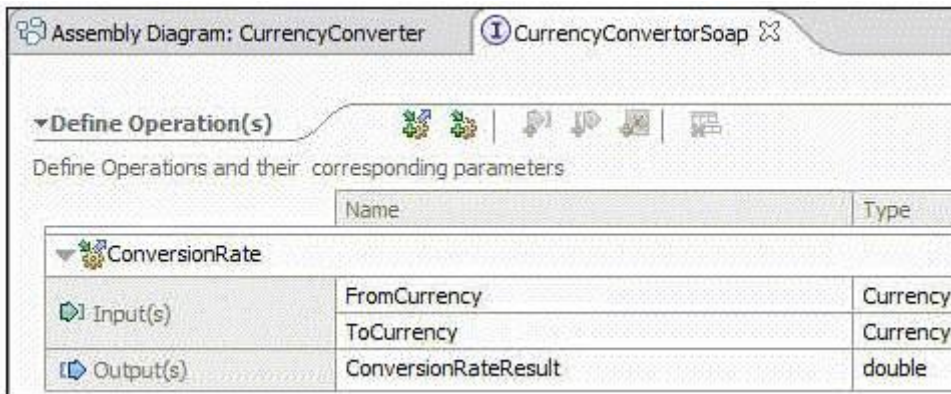 Assembly Diagram: CurrencyConverter
CurrencyConvertorSoap
Define Operation(s)
Define Operations and their corresponding parameters
Name Type
ConversionRate
Input(s) FromCurrency Currency
ToCurrency Currency
Output(s) ConversionRateResult double